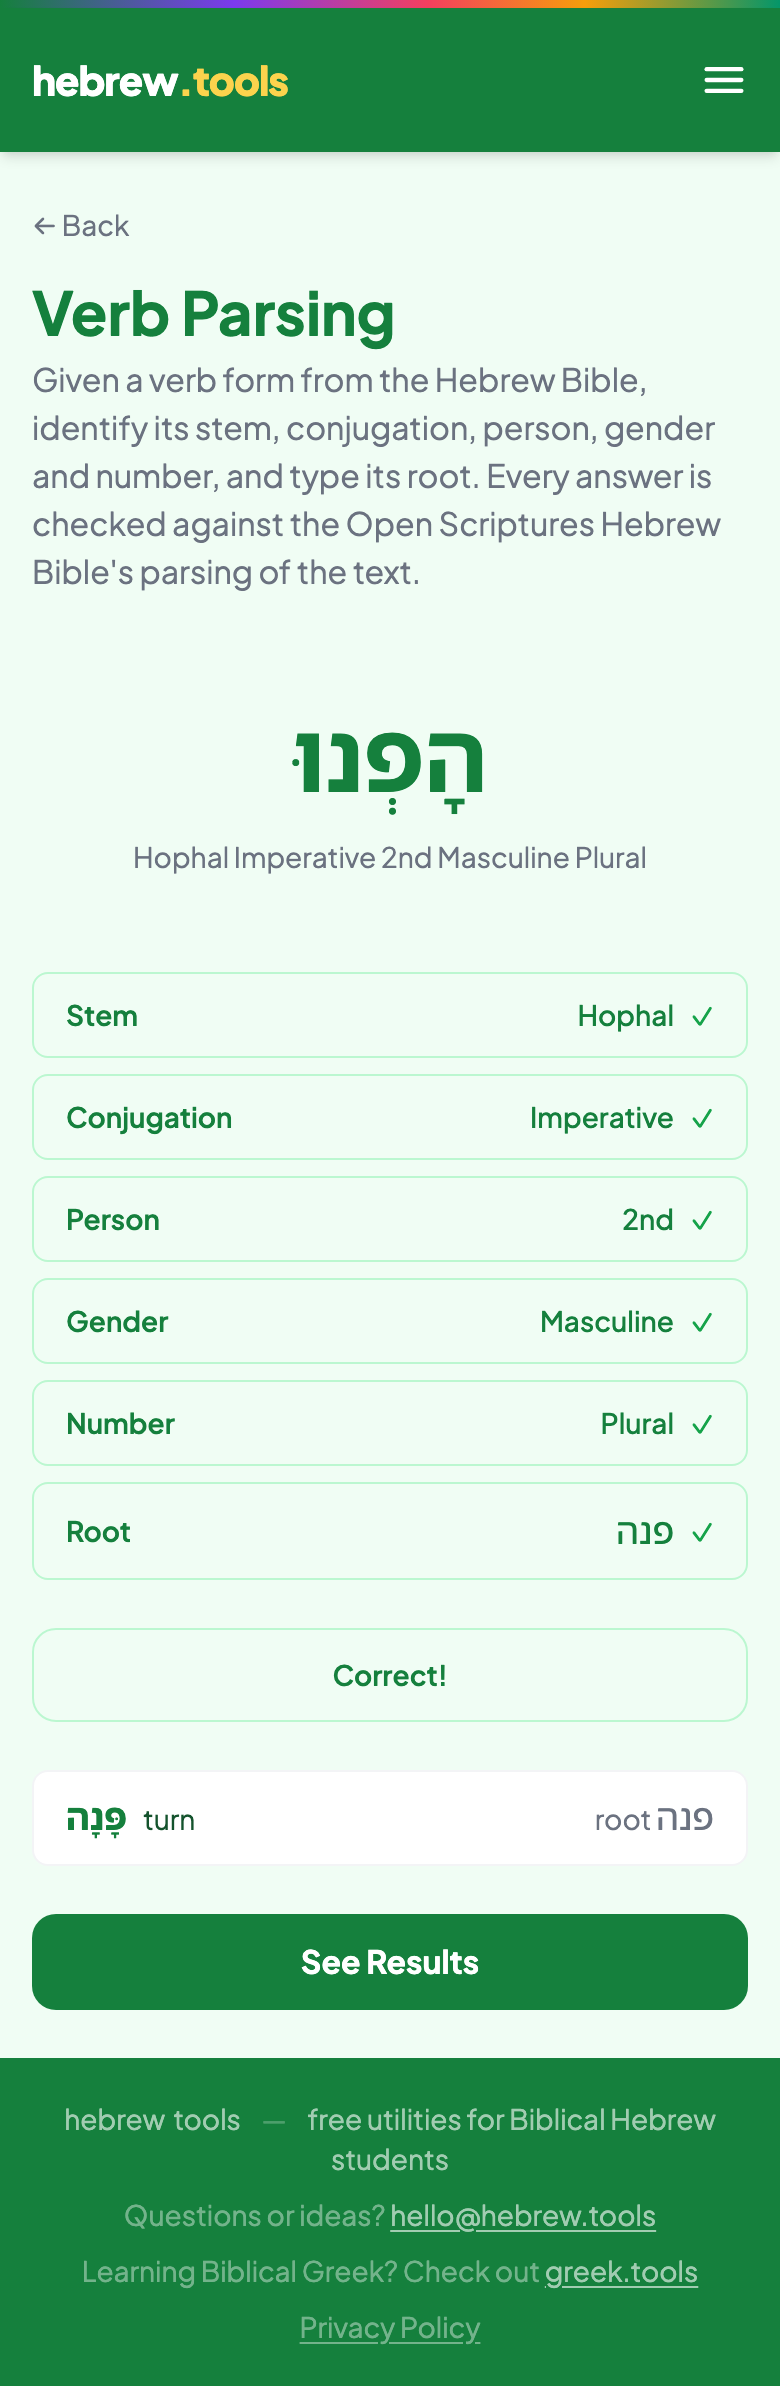 hebrew.tools
← Back
Verb Parsing
Given a verb form from the Hebrew Bible,
identify its stem, conjugation, person, gender
and number, and type its root. Every answer is
checked against the Open Scriptures Hebrew
Bible's parsing of the text.
הָפְנוּ
Hophal Imperative 2nd Masculine Plural
Stem Hophal ✓
Conjugation Imperative ✓
Person 2nd ✓
Gender Masculine ✓
Number Plural ✓
Root פנה ✓
Correct!
פָּנָה turn root פנה
See Results
hebrew tools — free utilities for Biblical Hebrew
students
Questions or ideas? hello@hebrew.tools
Learning Biblical Greek? Check out greek.tools
Privacy Policy